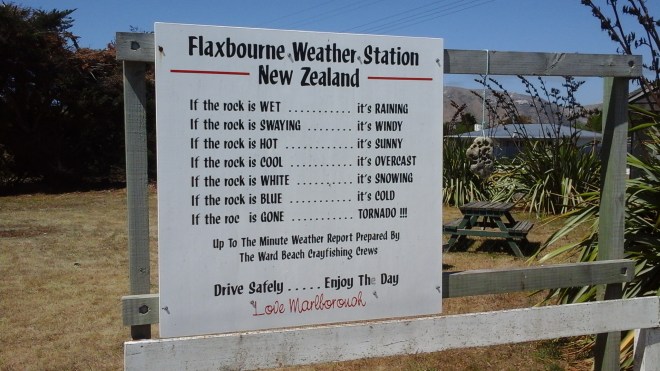 Flaxbourne Weather Station
New Zealand
If the rock is WET ........... it's RAINING
If the rock is SWAYING ........ it's WINDY
If the rock is HOT ........... it's SUNNY
If the rock is COOL .......... it's OVERCAST
If the rock is WHITE ......... it's SNOWING
If the rock is BLUE .......... it's COLD
If the roc is GONE .......... TORNADO !!!
Up To The Minute Weather Report Prepared By
The Ward Beach Crayfishing Crews
Drive Safely ..... Enjoy The Day
Love Marlborough